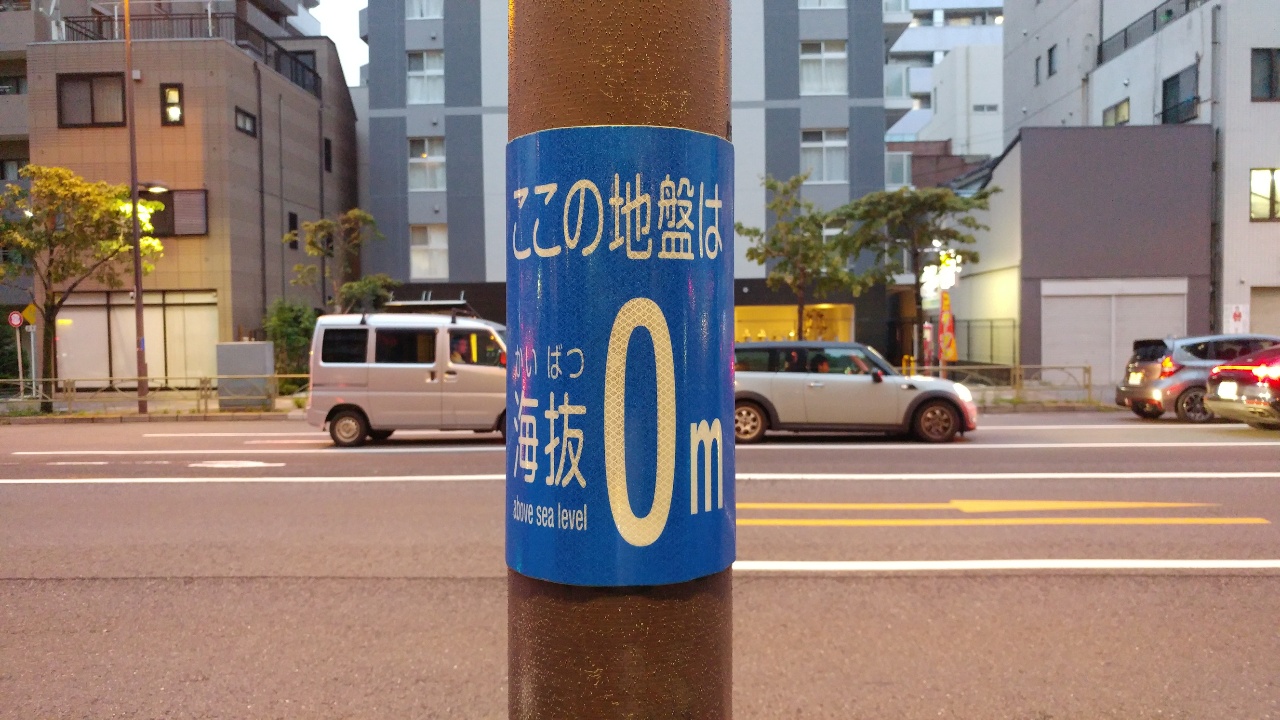 ここの地盤は
かいばつ
海抜 0m
above sea level